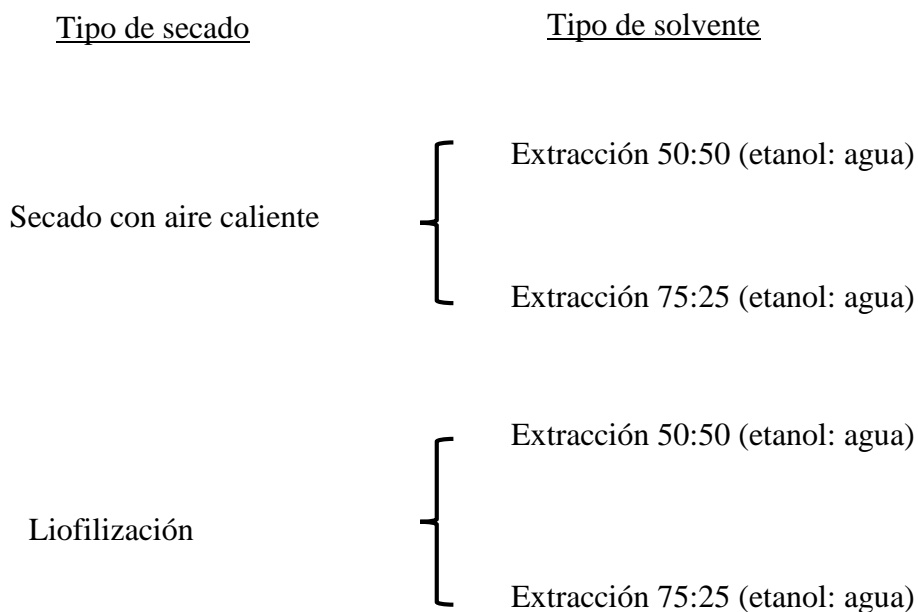 Tipo de secado
Tipo de solvente
Extracción 50:50 (etanol: agua)
Secado con aire caliente
Extracción 75:25 (etanol: agua)
Extracción 50:50 (etanol: agua)
Liofilización
Extracción 75:25 (etanol: agua)